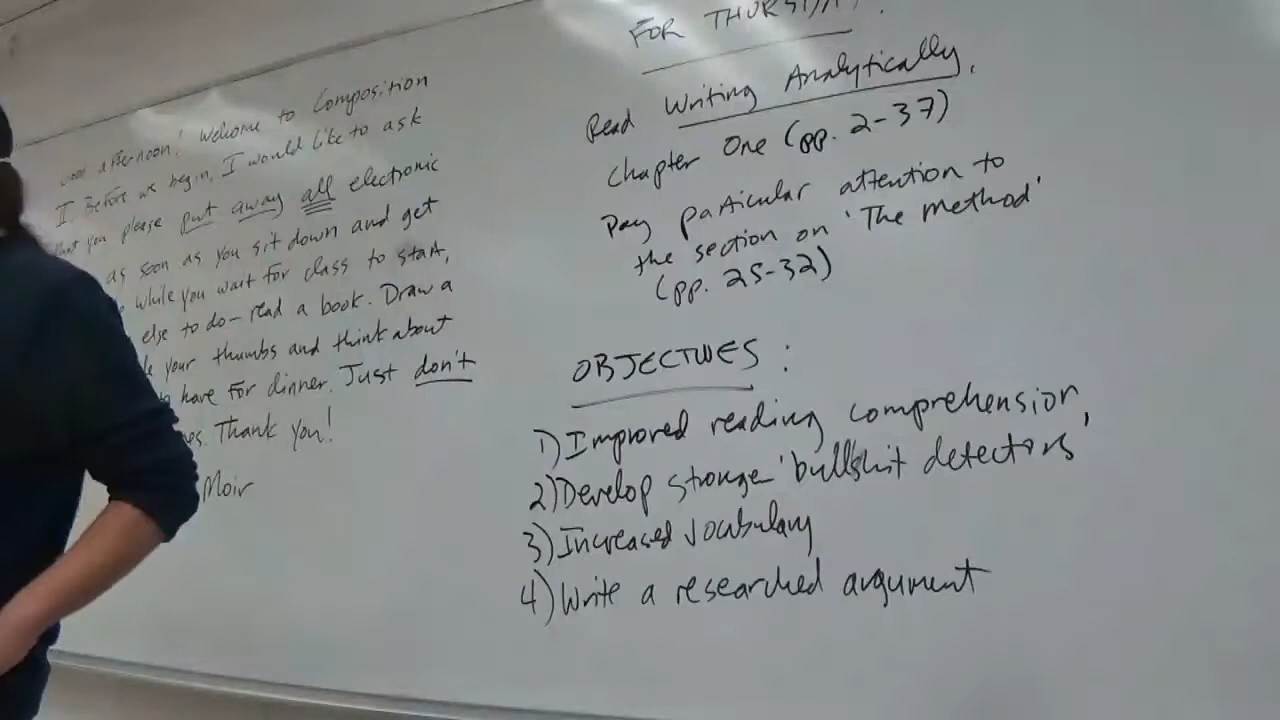 afternoon! Welcome to Composition
I. Before we begin, I would like to ask
that you please put away all electronic
as soon as you sit down and get
while you wait for class to start,
else to do - read a book. Draw a
your thumbs and think about
have for dinner. Just don't
Thank you!
Moir
FOR THURSDAY:
Read Writing Analytically,
Chapter One (pp. 2-37)
Pay particular attention to
the section on 'The Method'
(pp. 25-32)
OBJECTIVES:
1) Improved reading comprehension,
2) Develop stronge 'bullshit detectors'
3) Increased vocabulary
4) Write a researched argument